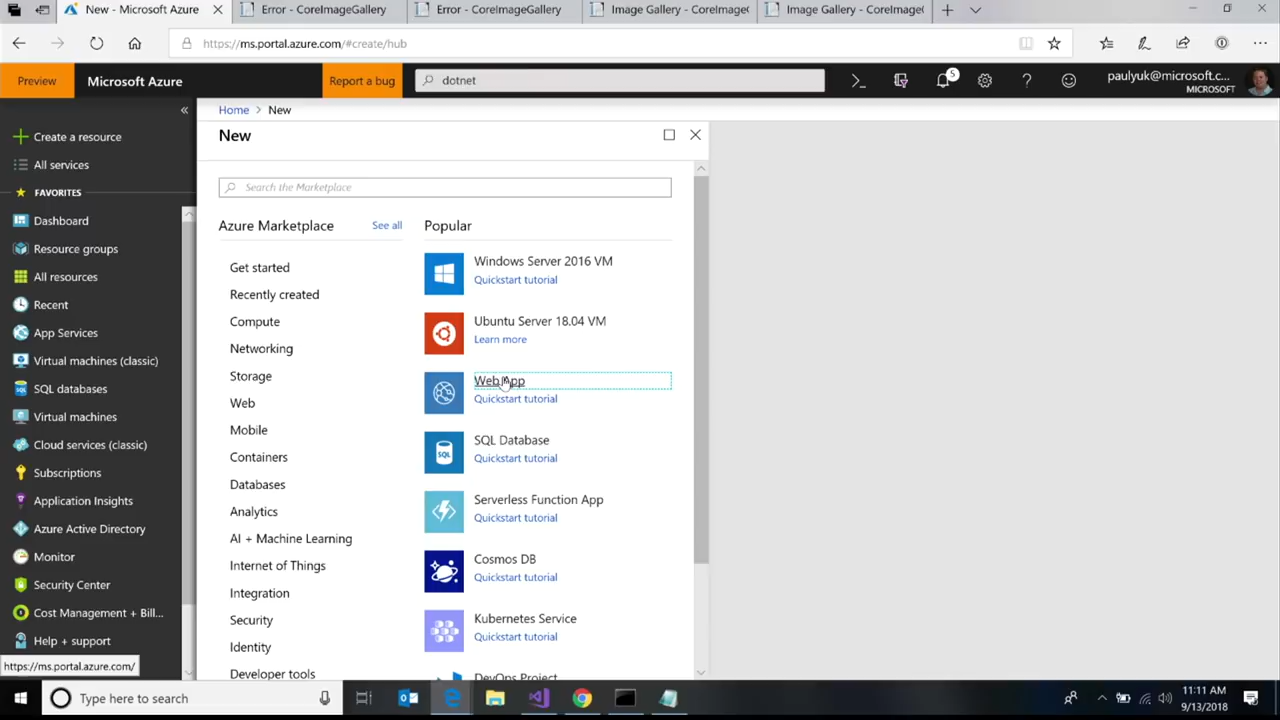 New - Microsoft Azure
Error - CoreImageGallery
Error - CoreImageGallery
Image Gallery - CoreImageG
Image Gallery - CoreImageG
https://ms.portal.azure.com/#create/hub
Preview
Microsoft Azure
Report a bug
dotnet
5
paulyuk@microsoft.c...
MICROSOFT
Home > New
New
Create a resource
All services
FAVORITES
Dashboard
Resource groups
All resources
Recent
App Services
Virtual machines (classic)
SQL databases
Virtual machines
Cloud services (classic)
Subscriptions
Application Insights
Azure Active Directory
Monitor
Security Center
Cost Management + Bill...
Help + support
https://ms.portal.azure.com/
Search the Marketplace
Azure Marketplace
See all
Get started
Recently created
Compute
Networking
Storage
Web
Mobile
Containers
Databases
Analytics
AI + Machine Learning
Internet of Things
Integration
Security
Identity
Developer tools
Popular
Windows Server 2016 VM
Quickstart tutorial
Ubuntu Server 18.04 VM
Learn more
Web App
Quickstart tutorial
SQL
SQL Database
Quickstart tutorial
Serverless Function App
Quickstart tutorial
Cosmos DB
Quickstart tutorial
Kubernetes Service
Quickstart tutorial
DevOps Project
Type here to search
11:11 AM
9/13/2018